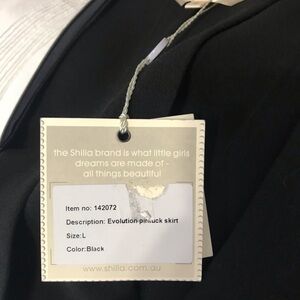 the Shilla brand is what little girls
dreams are made of -
all things beautiful
Item no: 142072
Description: Evolution pintuck skirt
Size:L
Color:Black
www.shilla.com.au